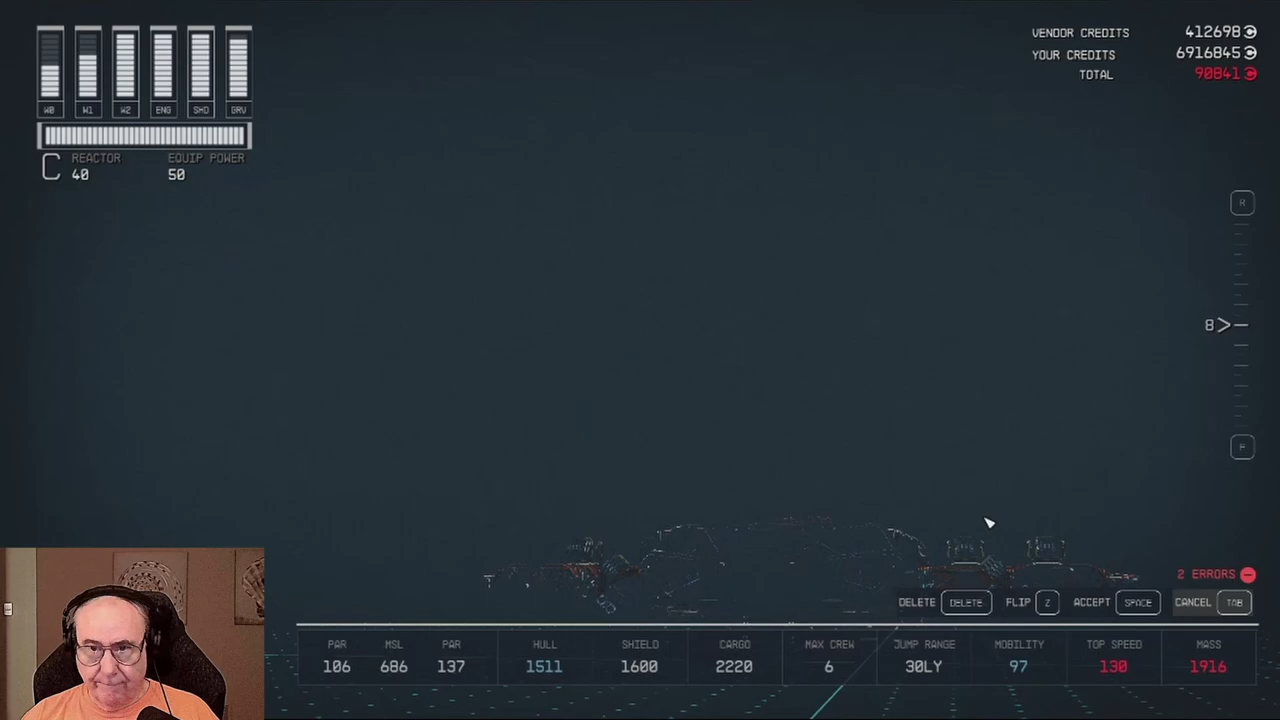 VENDOR CREDITS 412698
YOUR CREDITS 6916845
TOTAL 90841
W0 W1 W2 ENG SHD GRV
C REACTOR EQUIP POWER
40 50
R
8
F
2 ERRORS
DELETE DELETE FLIP Z ACCEPT SPACE CANCEL TAB
PAR MSL PAR HULL SHIELD CARGO MAX CREW JUMP RANGE MOBILITY TOP SPEED MASS
106 686 137 1511 1600 2220 6 30LY 97 130 1916